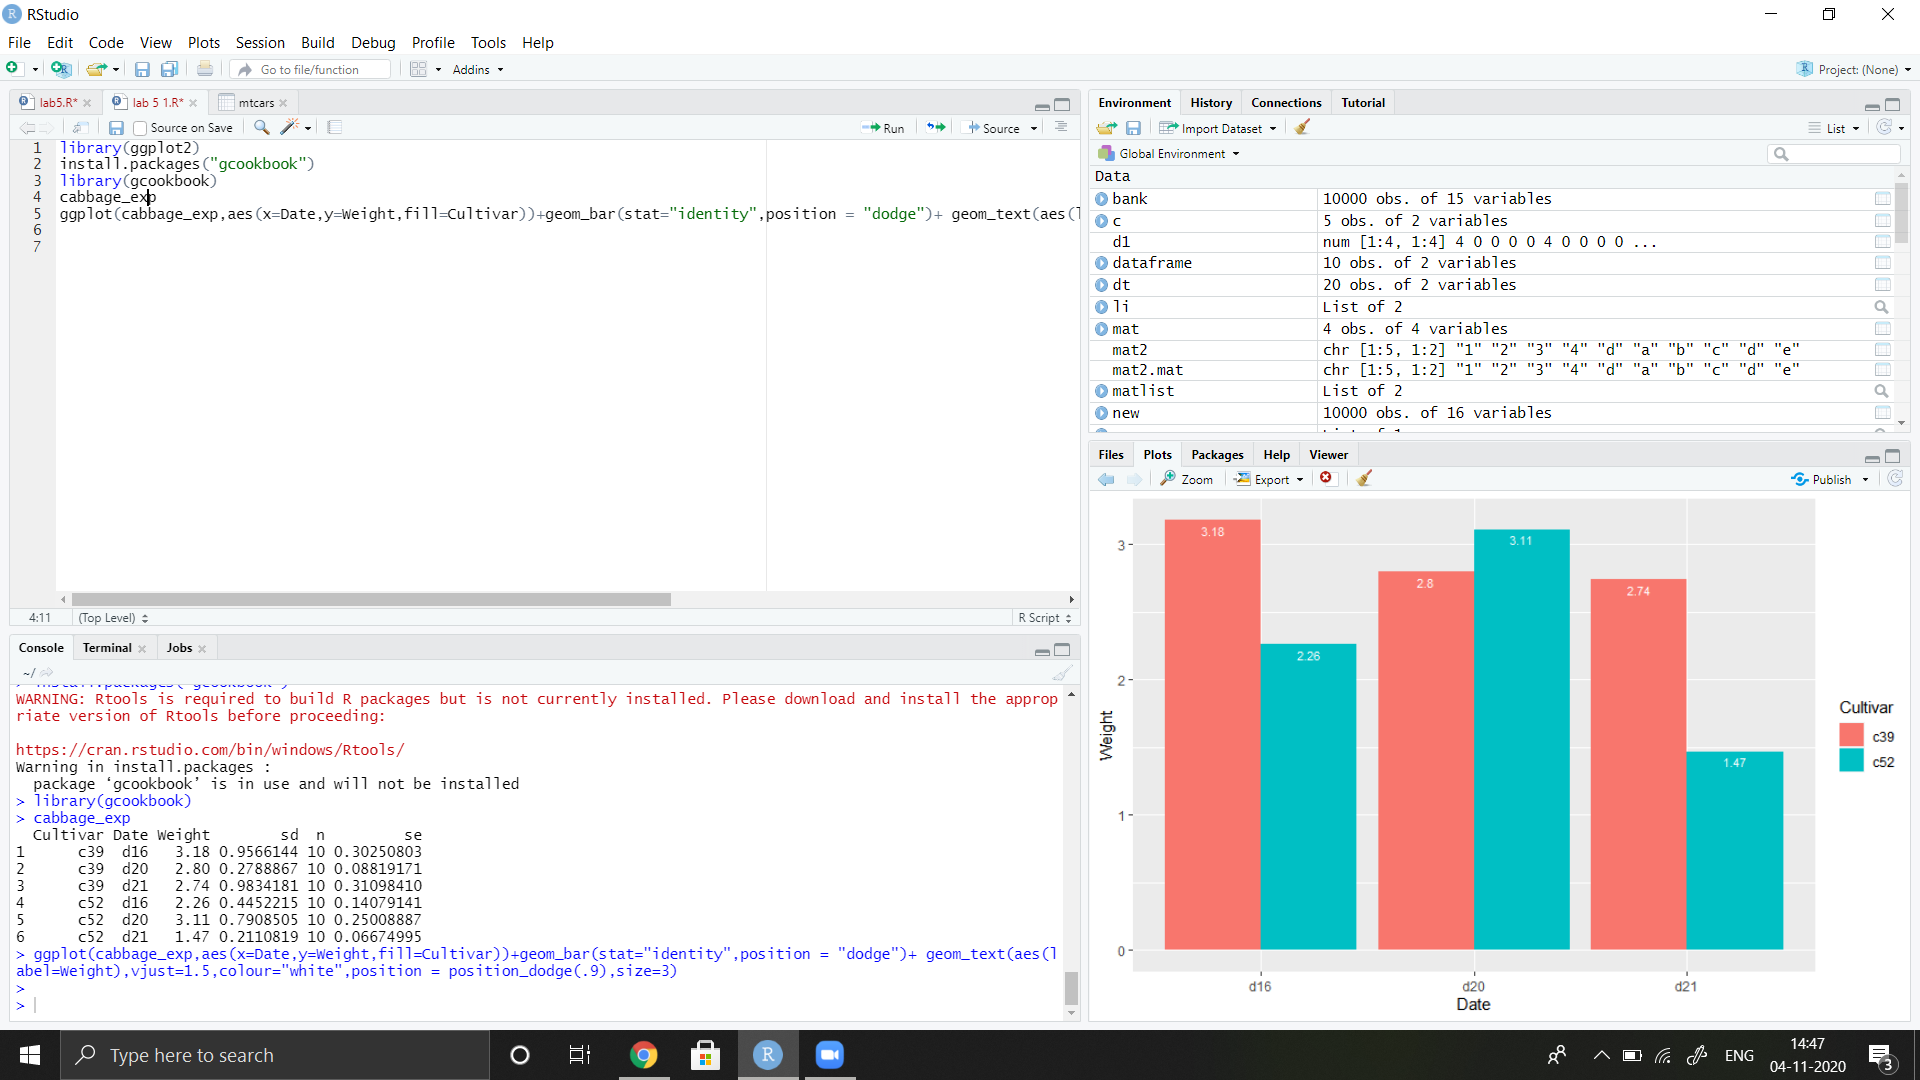 RStudio
File Edit Code View Plots Session Build Debug Profile Tools Help
Go to file/function Addins Project: (None)
lab5.R* lab 5 1.R* mtcars
Source on Save Run Source
1 library(ggplot2)
2 install.packages("gcookbook")
3 library(gcookbook)
4 cabbage_exp
5 ggplot(cabbage_exp,aes(x=Date,y=Weight,fill=Cultivar))+geom_bar(stat="identity",position = "dodge")+ geom_text(aes(l
6
7
4:11 (Top Level) R Script
Console Terminal Jobs
~/
> install.packages("gcookbook")
WARNING: Rtools is required to build R packages but is not currently installed. Please download and install the approp
riate version of Rtools before proceeding:
https://cran.rstudio.com/bin/windows/Rtools/
Warning in install.packages :
package ‘gcookbook’ is in use and will not be installed
> library(gcookbook)
> cabbage_exp
Cultivar Date Weight sd n se
1 c39 d16 3.18 0.9566144 10 0.30250803
2 c39 d20 2.80 0.2788867 10 0.08819171
3 c39 d21 2.74 0.9834181 10 0.31098410
4 c52 d16 2.26 0.4452215 10 0.14079141
5 c52 d20 3.11 0.7908505 10 0.25008887
6 c52 d21 1.47 0.2110819 10 0.06674995
> ggplot(cabbage_exp,aes(x=Date,y=Weight,fill=Cultivar))+geom_bar(stat="identity",position = "dodge")+ geom_text(aes(l
abel=Weight),vjust=1.5,colour="white",position = position_dodge(.9),size=3)
>
>
Environment History Connections Tutorial
Import Dataset List
Global Environment
Data
bank 10000 obs. of 15 variables
c 5 obs. of 2 variables
d1 num [1:4, 1:4] 4 0 0 0 0 4 0 0 0 0 ...
dataframe 10 obs. of 2 variables
dt 20 obs. of 2 variables
li List of 2
mat 4 obs. of 4 variables
mat2 chr [1:5, 1:2] "1" "2" "3" "4" "d" "a" "b" "c" "d" "e"
mat2.mat chr [1:5, 1:2] "1" "2" "3" "4" "d" "a" "b" "c" "d" "e"
matlist List of 2
new 10000 obs. of 16 variables
Files Plots Packages Help Viewer
Zoom Export Publish
3.18 2.26 2.8 3.11 2.74 1.47
3
2
1
0
Weight
d16 d20 d21
Date
Cultivar
c39
c52
Type here to search
ENG
14:47
04-11-2020
3